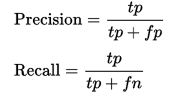 Precision = tp / (tp + fp)
Recall = tp / (tp + fn)